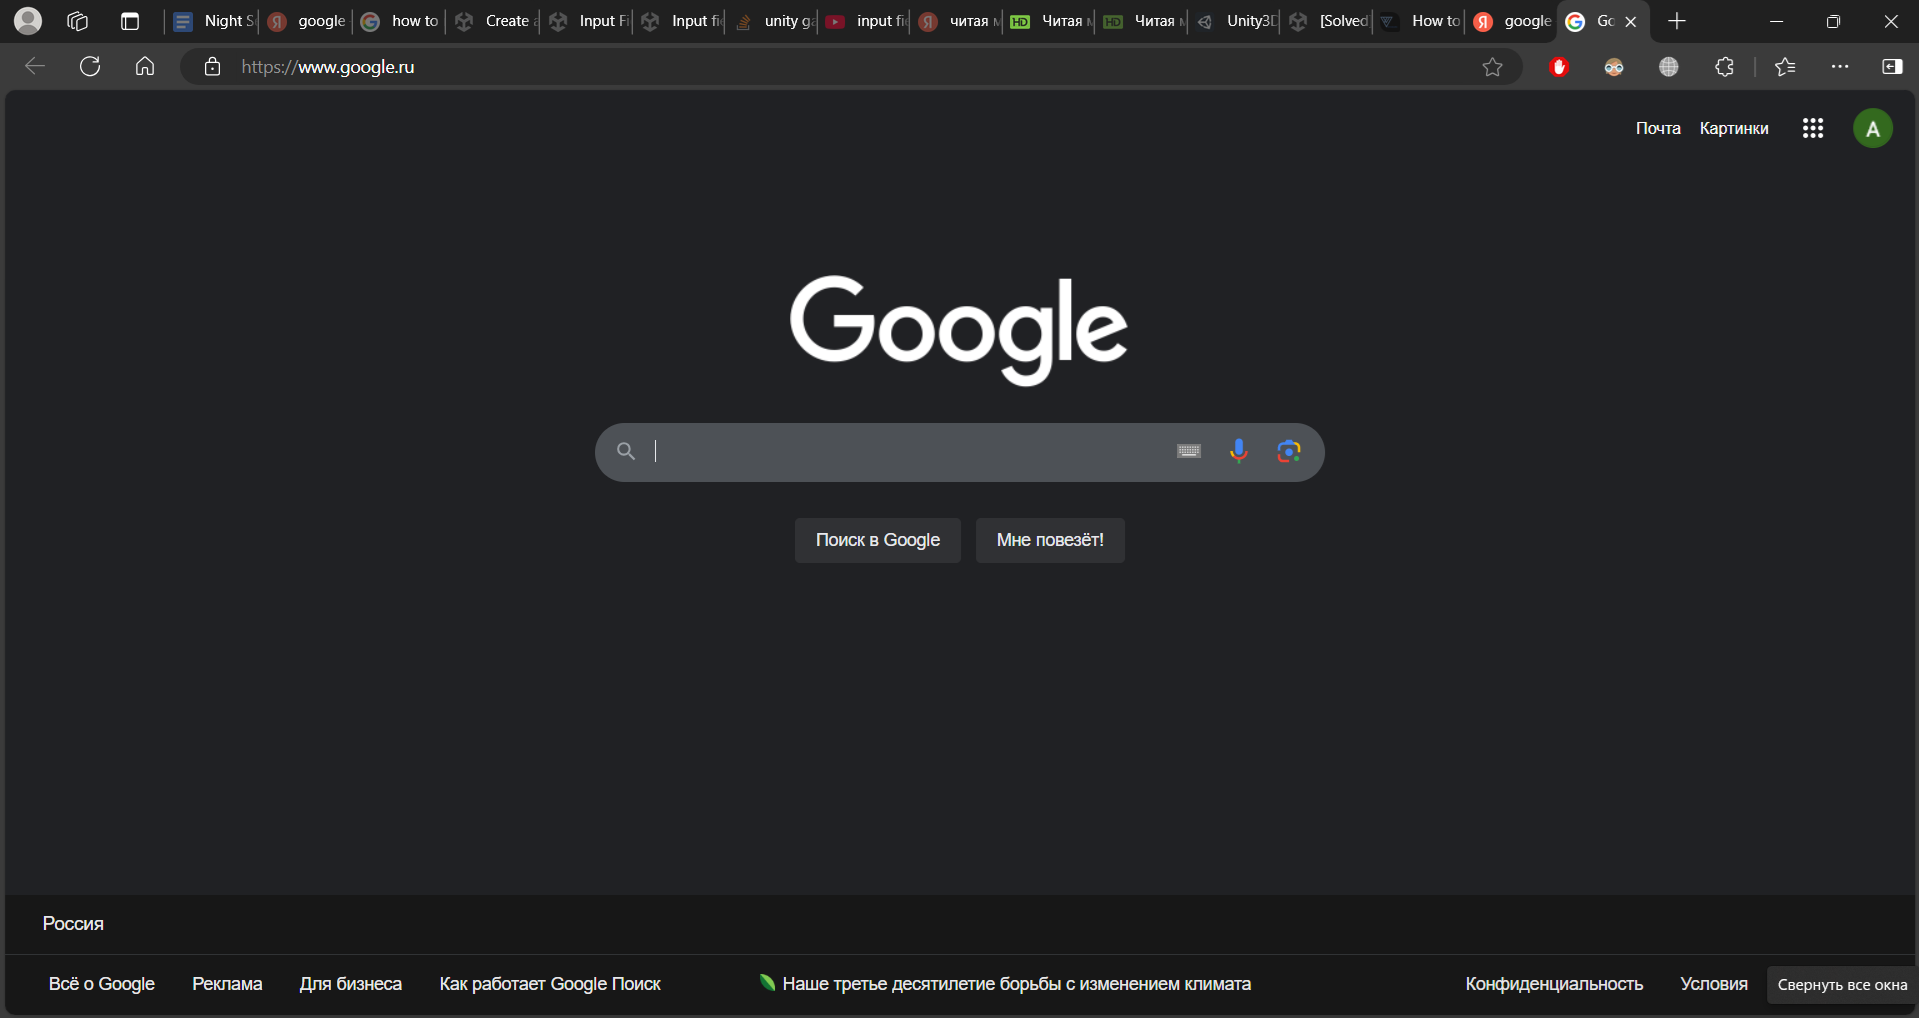 Night S google how to Create Input Fi Input fi unity ga input fi читая HD Читая HD Читая Unity3D [Solved How to google Go
https://www.google.ru
Почта Картинки A
Google
Поиск в Google Мне повезёт!
Россия
Всё о Google Реклама Для бизнеса Как работает Google Поиск Наше третье десятилетие борьбы с изменением климата Конфиденциальность Условия Свернуть все окна